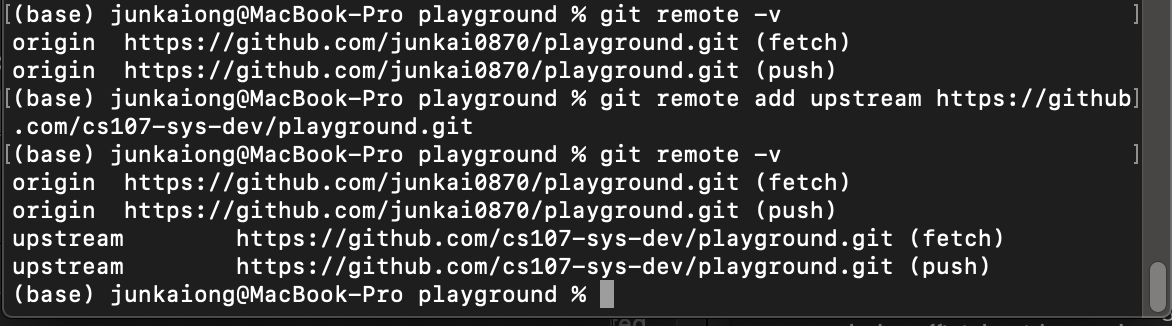 [(base) junkaiong@MacBook-Pro playground % git remote -v ]
origin  https://github.com/junkai0870/playground.git (fetch)
origin  https://github.com/junkai0870/playground.git (push)
[(base) junkaiong@MacBook-Pro playground % git remote add upstream https://github]
.com/cs107-sys-dev/playground.git
[(base) junkaiong@MacBook-Pro playground % git remote -v ]
origin  https://github.com/junkai0870/playground.git (fetch)
origin  https://github.com/junkai0870/playground.git (push)
upstream        https://github.com/cs107-sys-dev/playground.git (fetch)
upstream        https://github.com/cs107-sys-dev/playground.git (push)
(base) junkaiong@MacBook-Pro playground %